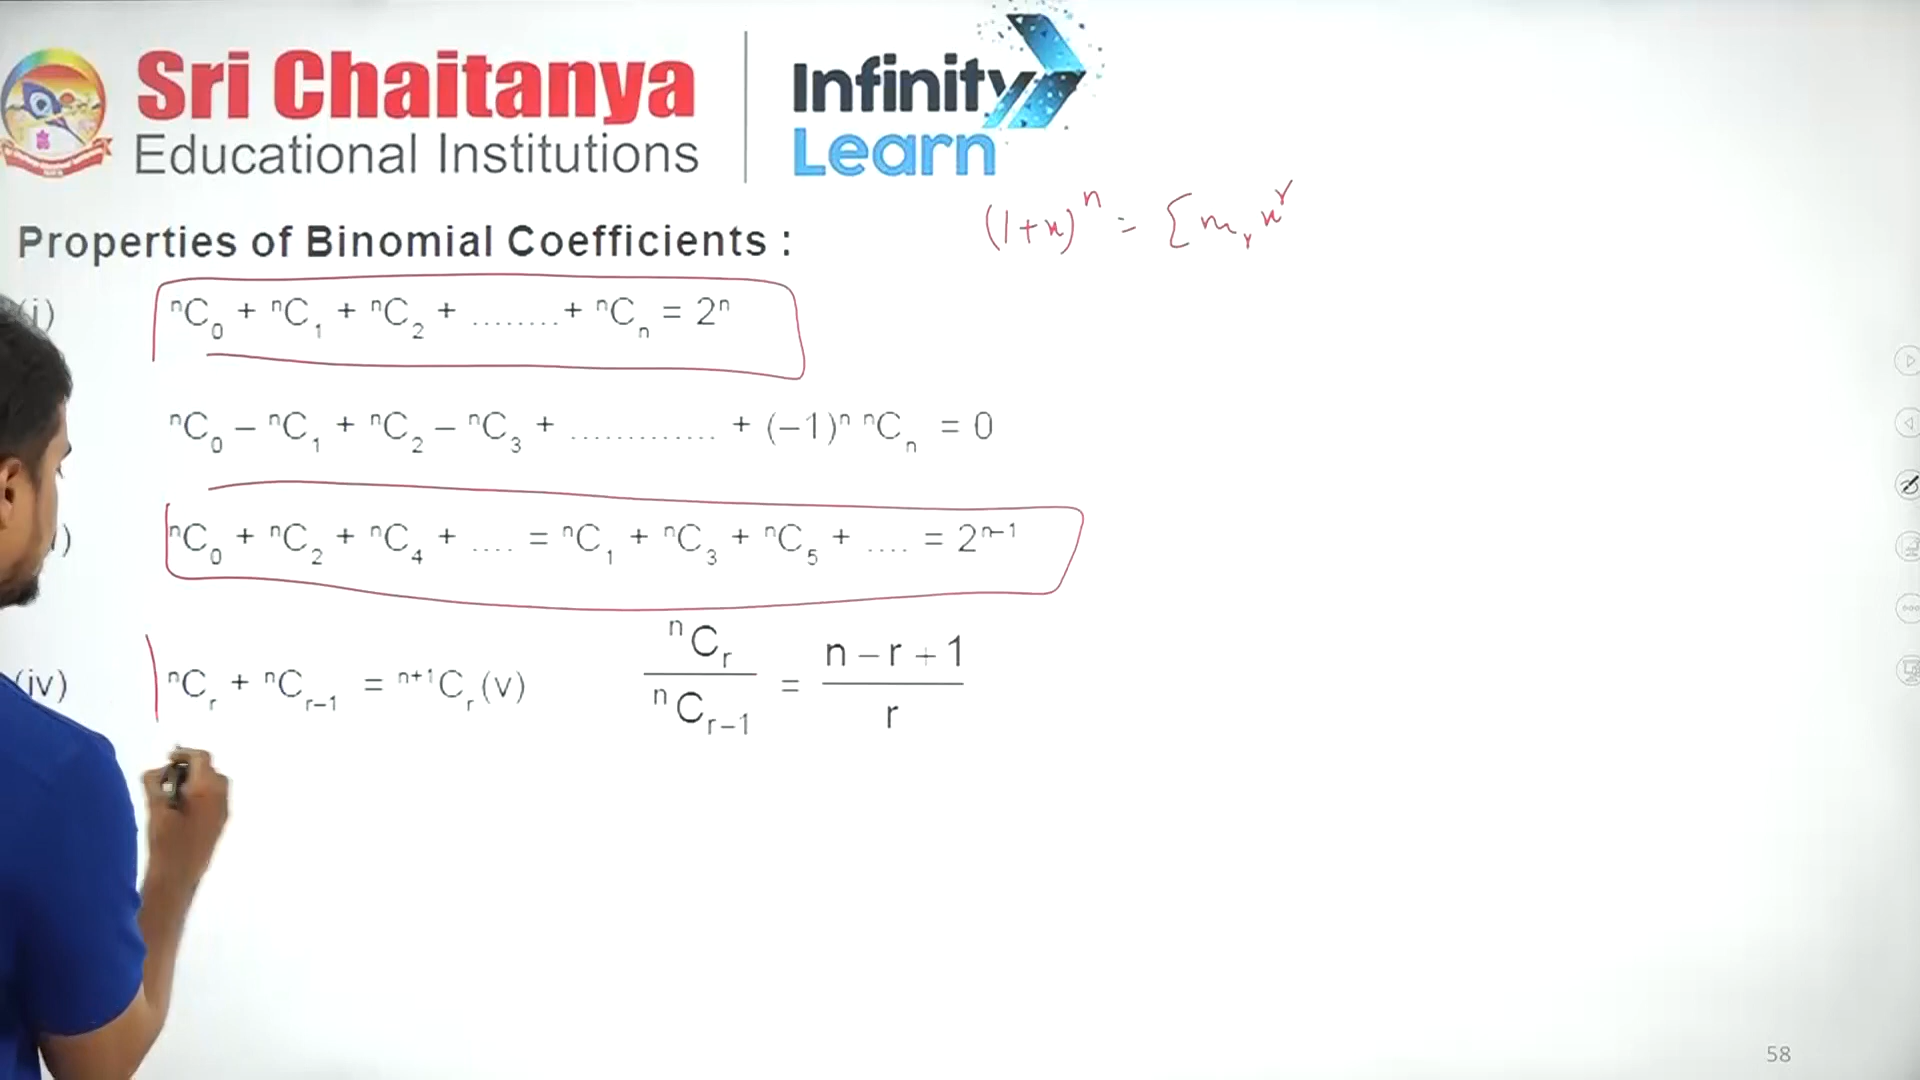 Sri Chaitanya
Educational Institutions
Infinity
Learn
(1+x)ⁿ = Σ ⁿCᵣ xʳ
Properties of Binomial Coefficients :
(i) ⁿC₀ + ⁿC₁ + ⁿC₂ + ........+ ⁿCₙ = 2ⁿ
ⁿC₀ – ⁿC₁ + ⁿC₂ – ⁿC₃ + ............. + (–1)ⁿ ⁿCₙ = 0
ⁿC₀ + ⁿC₂ + ⁿC₄ + .... = ⁿC₁ + ⁿC₃ + ⁿC₅ + .... = 2ⁿ⁻¹
(iv) ⁿCᵣ + ⁿCᵣ₋₁ = ⁿ⁺¹Cᵣ (v) ⁿCᵣ / ⁿCᵣ₋₁ = n – r + 1 / r
58